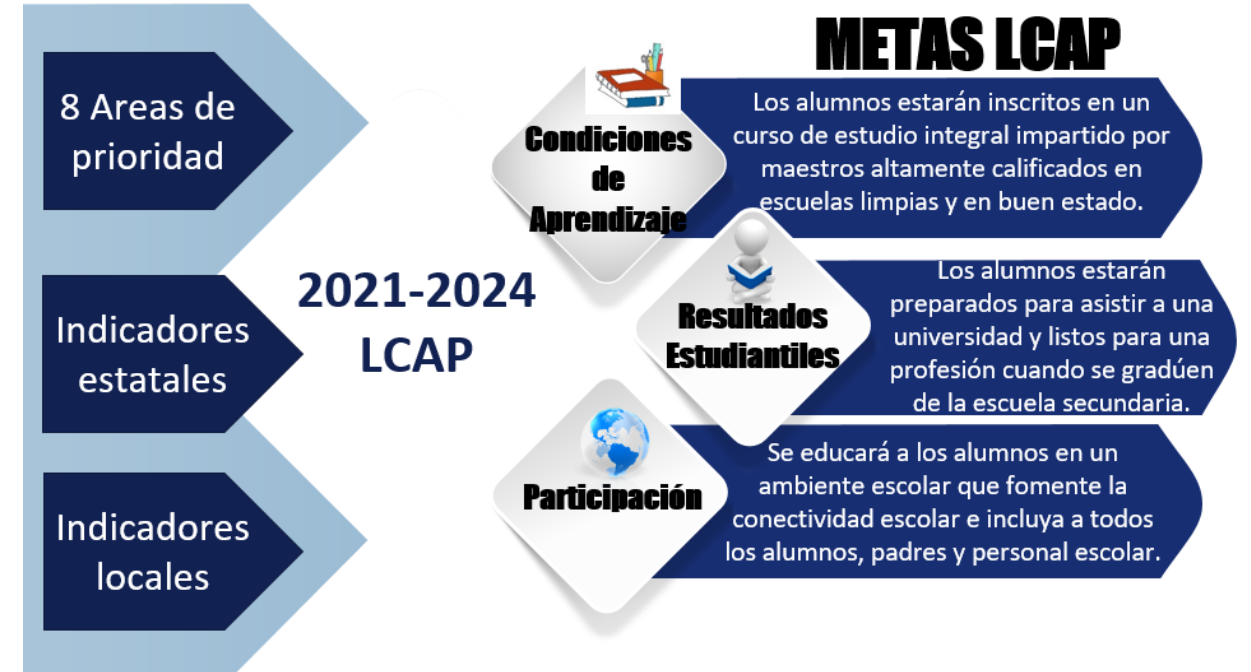 8 Areas de
prioridad
Indicadores
estatales
Indicadores
locales
2021-2024
LCAP
METAS LCAP
Condiciones
de
Aprendizaje
Los alumnos estarán inscritos en un
curso de estudio integral impartido por
maestros altamente calificados en
escuelas limpias y en buen estado.
Resultados
Estudiantiles
Los alumnos estarán
preparados para asistir a una
universidad y listos para una
profesión cuando se gradúen
de la escuela secundaria.
Participación
Se educará a los alumnos en un
ambiente escolar que fomente la
conectividad escolar e incluya a todos
los alumnos, padres y personal escolar.